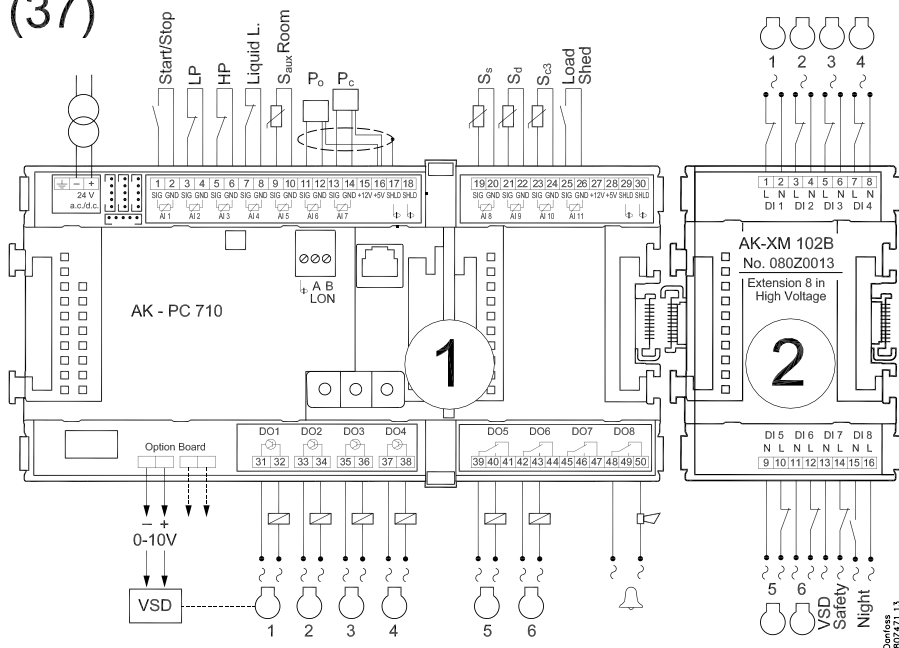 (37)
Start/Stop
LP
HP
Liquid L.
Saux Room
Po
Pc
Ss
Sd
Sc3
Load
Shed
1 2 3 4
− +
24 V
a.c./d.c.
1 2 3 4 5 6 7 8 9 10 11 12 13 14 15 16 17 18
SIG GND SIG GND SIG GND SIG GND SIG GND SIG GND SIG GND +12V +5V SHLD SHLD
AI 1 AI 2 AI 3 AI 4 AI 5 AI6 AI7
19 20 21 22 23 24 25 26 27 28 29 30
SIG GND SIG GND SIG GND SIG GND +12V +5V SHLD SHLD
AI 8 AI 9 AI 10 AI11
1 2 3 4 5 6 7 8
L N L N L N L N
DI 1 DI 2 DI 3 DI 4
A B
LON
AK - PC 710
1
AK-XM 102B
No. 080Z0013
Extension 8 in
High Voltage
2
Option Board
DO1 DO2 DO3 DO4
31 32 33 34 35 36 37 38
DO5 DO6 DO7 DO8
39 40 41 42 43 44 45 46 47 48 49 50
DI 5 DI 6 DI 7 DI 8
N L N L N L N L
9 10 11 12 13 14 15 16
− +
0-10V
VSD
1 2 3 4 5 6
5 6
VSD
Safety
Night
Danfoss
80Z471.13